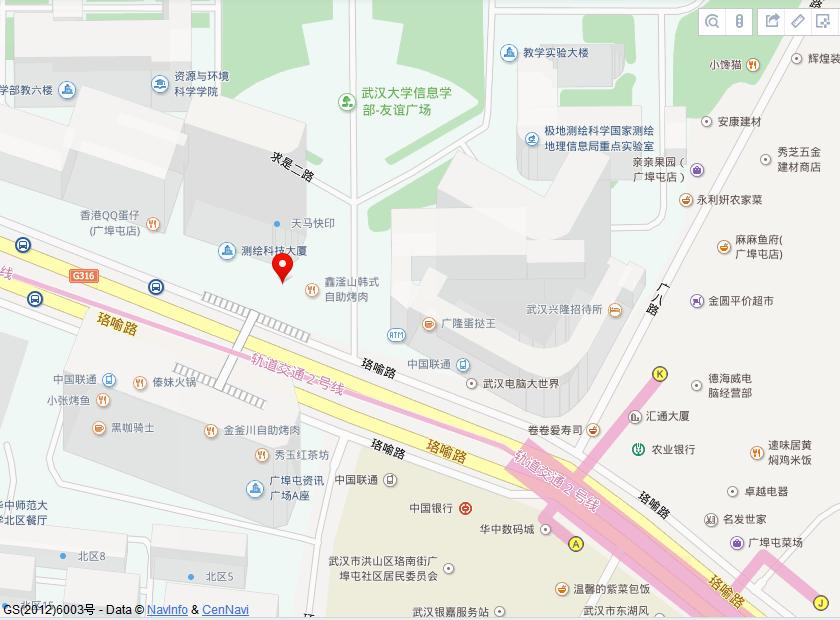 教学实验大楼
小馋猫
辉煌装
学部教六楼
资源与环境
科学学院
武汉大学信息学
部-友谊广场
安康建材
极地测绘科学国家测绘
地理信息局重点实验室
秀芝五金
建材商店
求是二路
亲亲果园(
广埠屯店)
永利妍农家菜
香港QQ蛋仔
(广埠屯店)
天马快印
测绘科技大厦
麻麻鱼府(
广埠屯店)
线
G316
鑫滏山韩式
自助烤肉
广八路
金圆平价超市
武汉兴隆招待所
珞喻路
广隆蛋挞王
ATM
轨道交通2号线
珞喻路
中国联通
K
中国联通
傣妹火锅
武汉电脑大世界
德海威电
脑经营部
小张烤鱼
汇通大厦
黑咖骑士
金釜川自助烤肉
卷卷爱寿司
珞喻路
珞喻路
农业银行
速味居黄
焖鸡米饭
秀玉红茶坊
轨道交通2号线
广埠屯资讯
广场A座
中国联通
卓越电器
珞喻路
华中师范大
学北区餐厅
中国银行
名发世家
华中数码城
A
广埠屯菜场
北区8
武汉市洪山区珞南街广
埠屯社区居民委员会
北区5
温馨的紫菜包饭
珞喻路
J
北区15
GS(2012)6003号 - Data © NavInfo & CenNavi
武汉银嘉服务站
武汉市东湖风